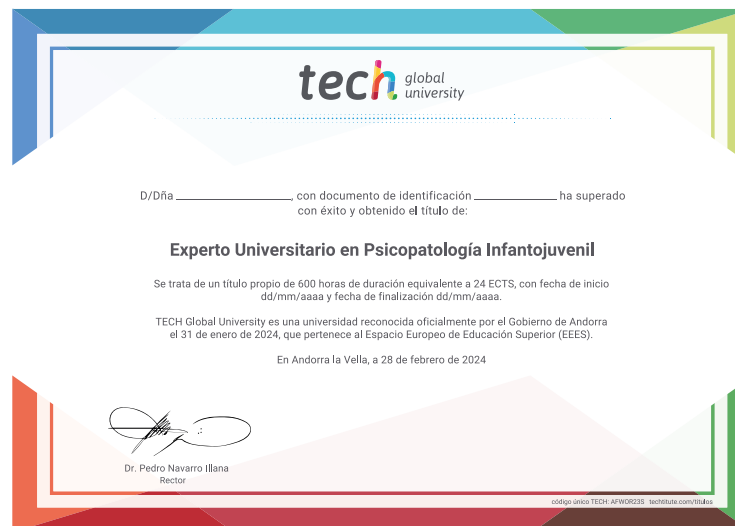 tech global university
D/Dña ____________________, con documento de identificación ______________ ha superado
con éxito y obtenido el título de:
Experto Universitario en Psicopatología Infantojuvenil
Se trata de un título propio de 600 horas de duración equivalente a 24 ECTS, con fecha de inicio
dd/mm/aaaa y fecha de finalización dd/mm/aaaa.
TECH Global University es una universidad reconocida oficialmente por el Gobierno de Andorra
el 31 de enero de 2024, que pertenece al Espacio Europeo de Educación Superior (EEES).
En Andorra la Vella, a 28 de febrero de 2024
Dr. Pedro Navarro Illana
Rector
código único TECH: AFWOR23S techtitute.com/titulos